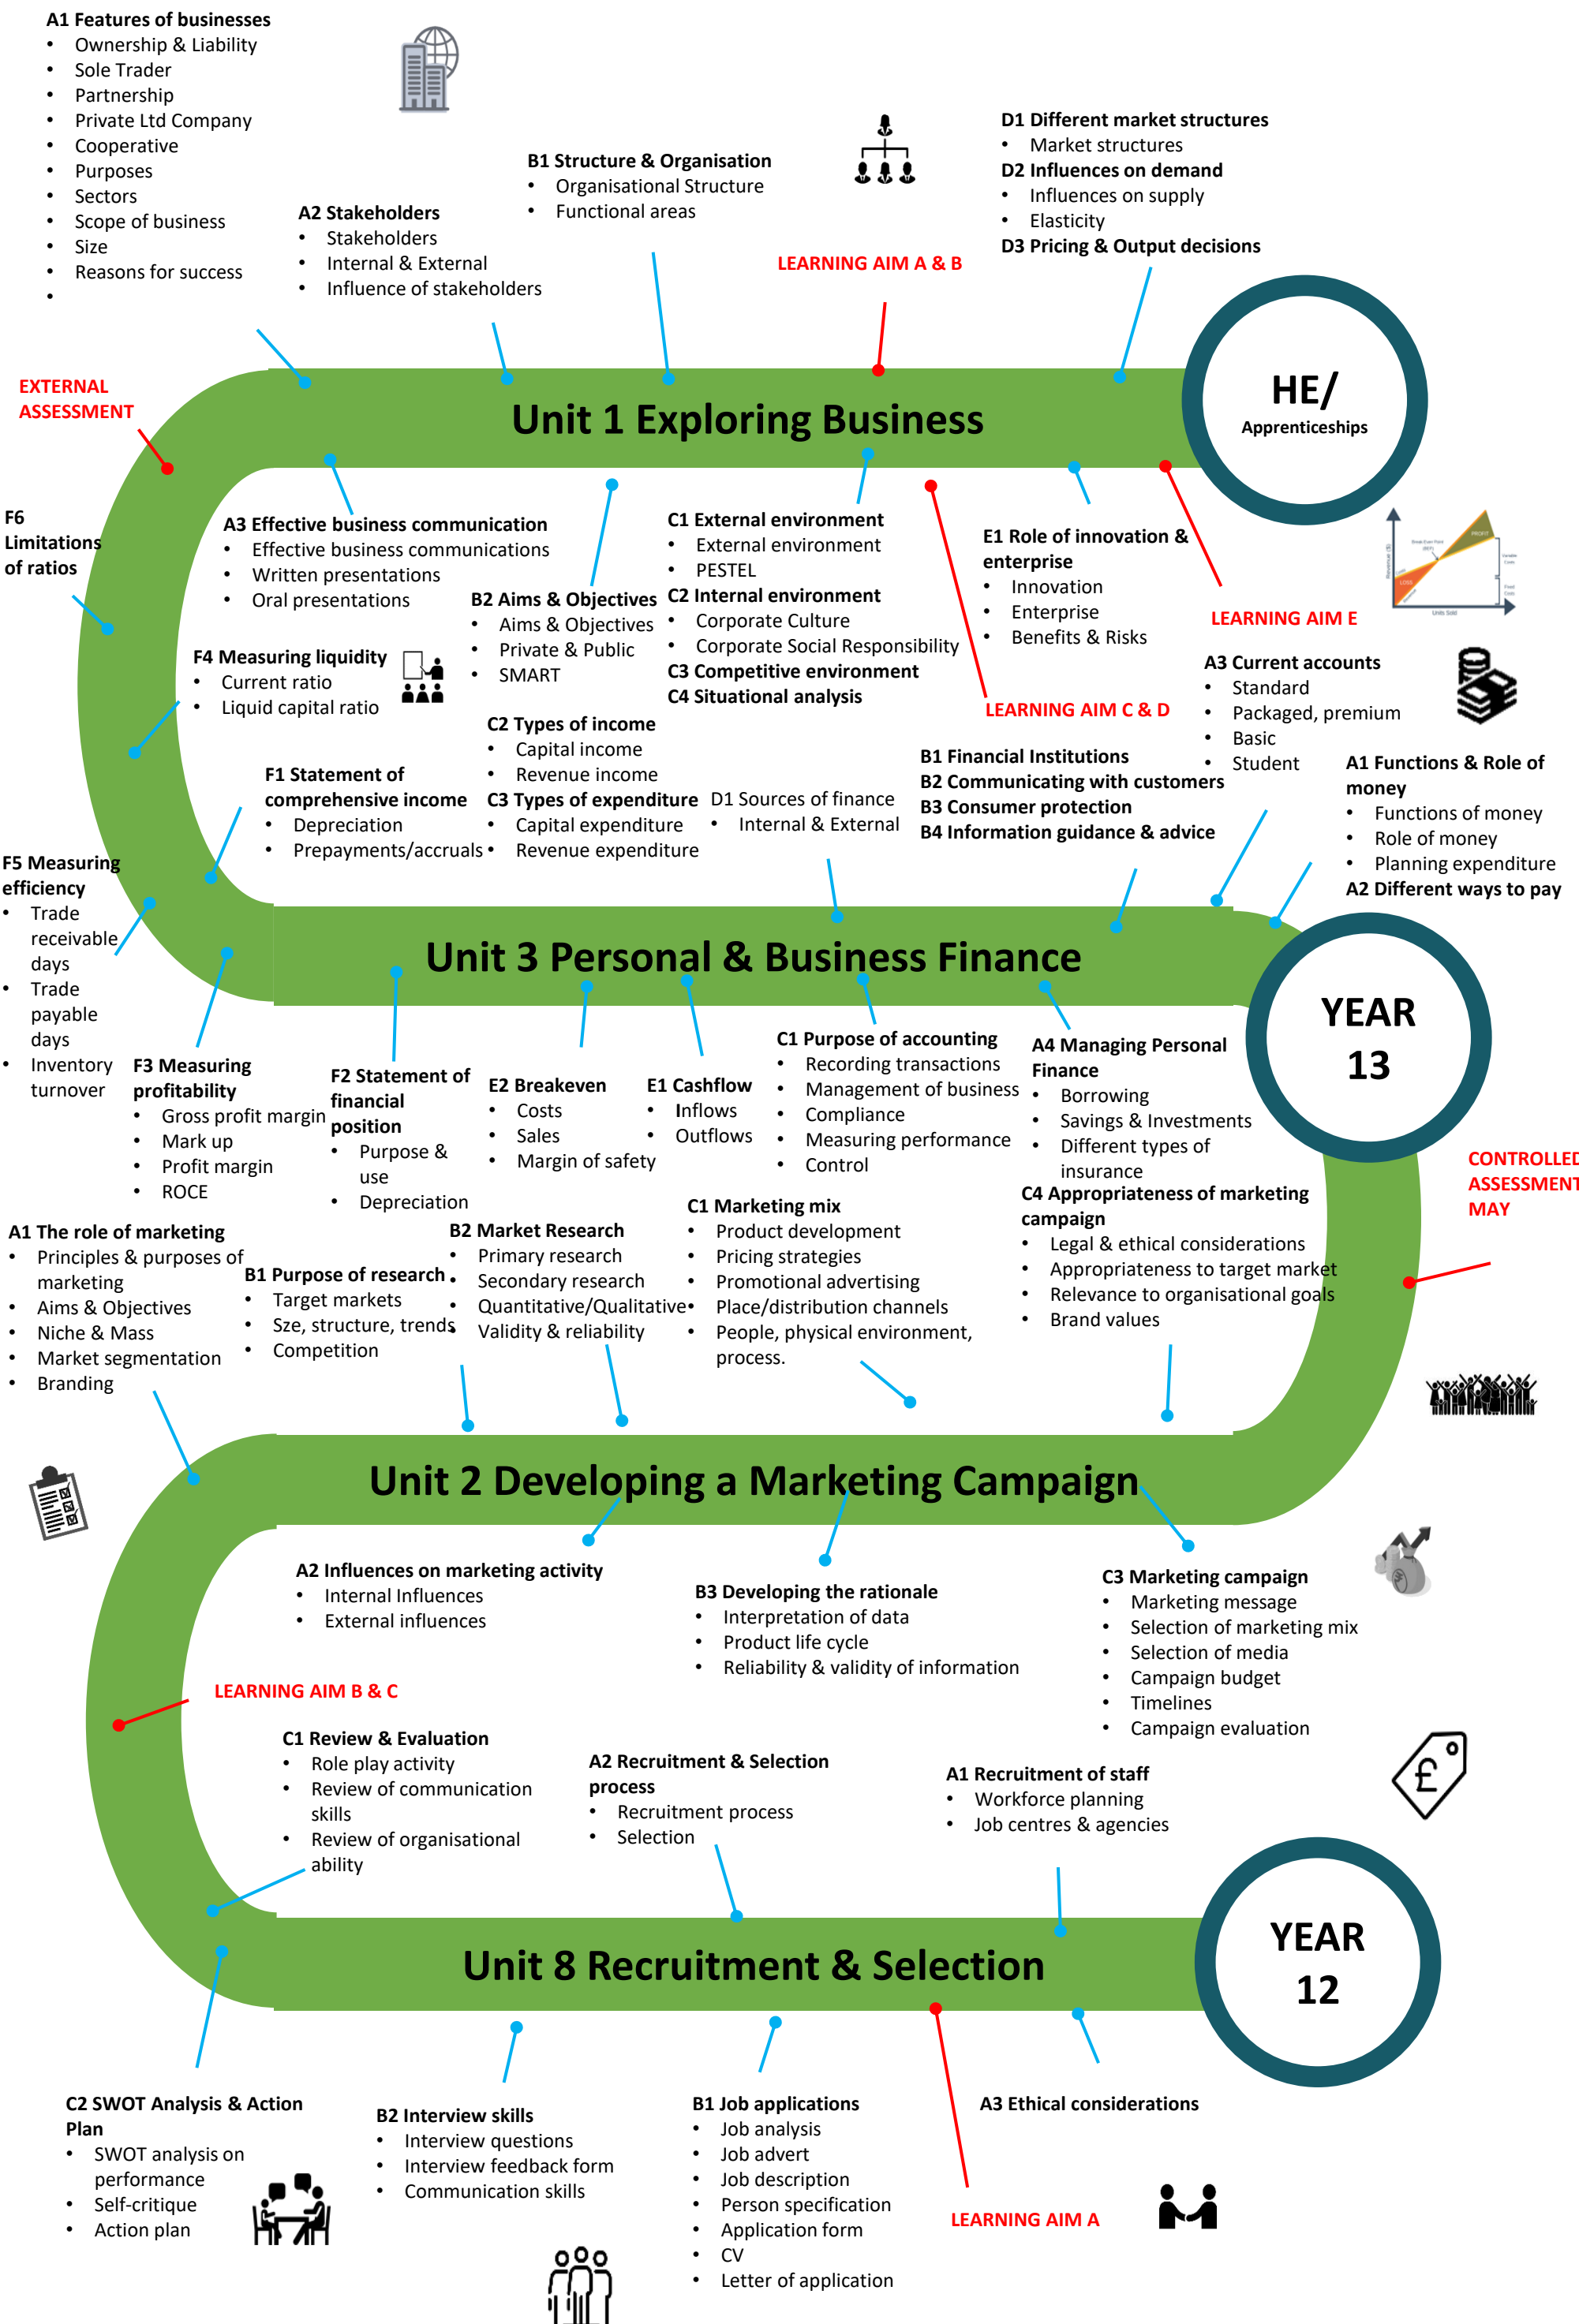 A1 Features of businesses
• Ownership & Liability
• Sole Trader
• Partnership
• Private Ltd Company
• Cooperative
• Purposes
• Sectors
• Scope of business
• Size
• Reasons for success
•
A2 Stakeholders
• Stakeholders
• Internal & External
• Influence of stakeholders
B1 Structure & Organisation
• Organisational Structure
• Functional areas
LEARNING AIM A & B
D1 Different market structures
• Market structures
D2 Influences on demand
• Influences on supply
• Elasticity
D3 Pricing & Output decisions
EXTERNAL
ASSESSMENT
Unit 1 Exploring Business
HE/
Apprenticeships
F6
Limitations
of ratios
A3 Effective business communication
• Effective business communications
• Written presentations
• Oral presentations
B2 Aims & Objectives
• Aims & Objectives
• Private & Public
• SMART
C1 External environment
• External environment
• PESTEL
C2 Internal environment
• Corporate Culture
• Corporate Social Responsibility
C3 Competitive environment
C4 Situational analysis
E1 Role of innovation &
enterprise
• Innovation
• Enterprise
• Benefits & Risks
LEARNING AIM E
LEARNING AIM C & D
PROFIT
LOSS
Break Even Point
(BEP)
Variable
Costs
Fixed
Costs
Revenue ($)
Units Sold
F4 Measuring liquidity
• Current ratio
• Liquid capital ratio
A3 Current accounts
• Standard
• Packaged, premium
• Basic
• Student
F1 Statement of
comprehensive income
• Depreciation
• Prepayments/accruals
C2 Types of income
• Capital income
• Revenue income
C3 Types of expenditure
• Capital expenditure
• Revenue expenditure
D1 Sources of finance
• Internal & External
B1 Financial Institutions
B2 Communicating with customers
B3 Consumer protection
B4 Information guidance & advice
A1 Functions & Role of
money
• Functions of money
• Role of money
• Planning expenditure
A2 Different ways to pay
F5 Measuring
efficiency
• Trade
receivable
days
• Trade
payable
days
• Inventory
turnover
Unit 3 Personal & Business Finance
YEAR
13
F3 Measuring
profitability
• Gross profit margin
• Mark up
• Profit margin
• ROCE
F2 Statement of
financial
position
• Purpose &
use
• Depreciation
E2 Breakeven
• Costs
• Sales
• Margin of safety
E1 Cashflow
• Inflows
• Outflows
C1 Purpose of accounting
• Recording transactions
• Management of business
• Compliance
• Measuring performance
• Control
A4 Managing Personal
Finance
• Borrowing
• Savings & Investments
• Different types of
insurance
CONTROLLED
ASSESSMENT
MAY
A1 The role of marketing
• Principles & purposes of
marketing
• Aims & Objectives
• Niche & Mass
• Market segmentation
• Branding
B1 Purpose of research
• Target markets
• Sze, structure, trends
• Competition
B2 Market Research
• Primary research
• Secondary research
• Quantitative/Qualitative
• Validity & reliability
C1 Marketing mix
• Product development
• Pricing strategies
• Promotional advertising
• Place/distribution channels
• People, physical environment,
process.
C4 Appropriateness of marketing
campaign
• Legal & ethical considerations
• Appropriateness to target market
• Relevance to organisational goals
• Brand values
Unit 2 Developing a Marketing Campaign
A2 Influences on marketing activity
• Internal Influences
• External influences
B3 Developing the rationale
• Interpretation of data
• Product life cycle
• Reliability & validity of information
C3 Marketing campaign
• Marketing message
• Selection of marketing mix
• Selection of media
• Campaign budget
• Timelines
• Campaign evaluation
LEARNING AIM B & C
C1 Review & Evaluation
• Role play activity
• Review of communication
skills
• Review of organisational
ability
A2 Recruitment & Selection
process
• Recruitment process
• Selection
A1 Recruitment of staff
• Workforce planning
• Job centres & agencies
£
Unit 8 Recruitment & Selection
YEAR
12
C2 SWOT Analysis & Action
Plan
• SWOT analysis on
performance
• Self-critique
• Action plan
B2 Interview skills
• Interview questions
• Interview feedback form
• Communication skills
B1 Job applications
• Job analysis
• Job advert
• Job description
• Person specification
• Application form
• CV
• Letter of application
A3 Ethical considerations
LEARNING AIM A